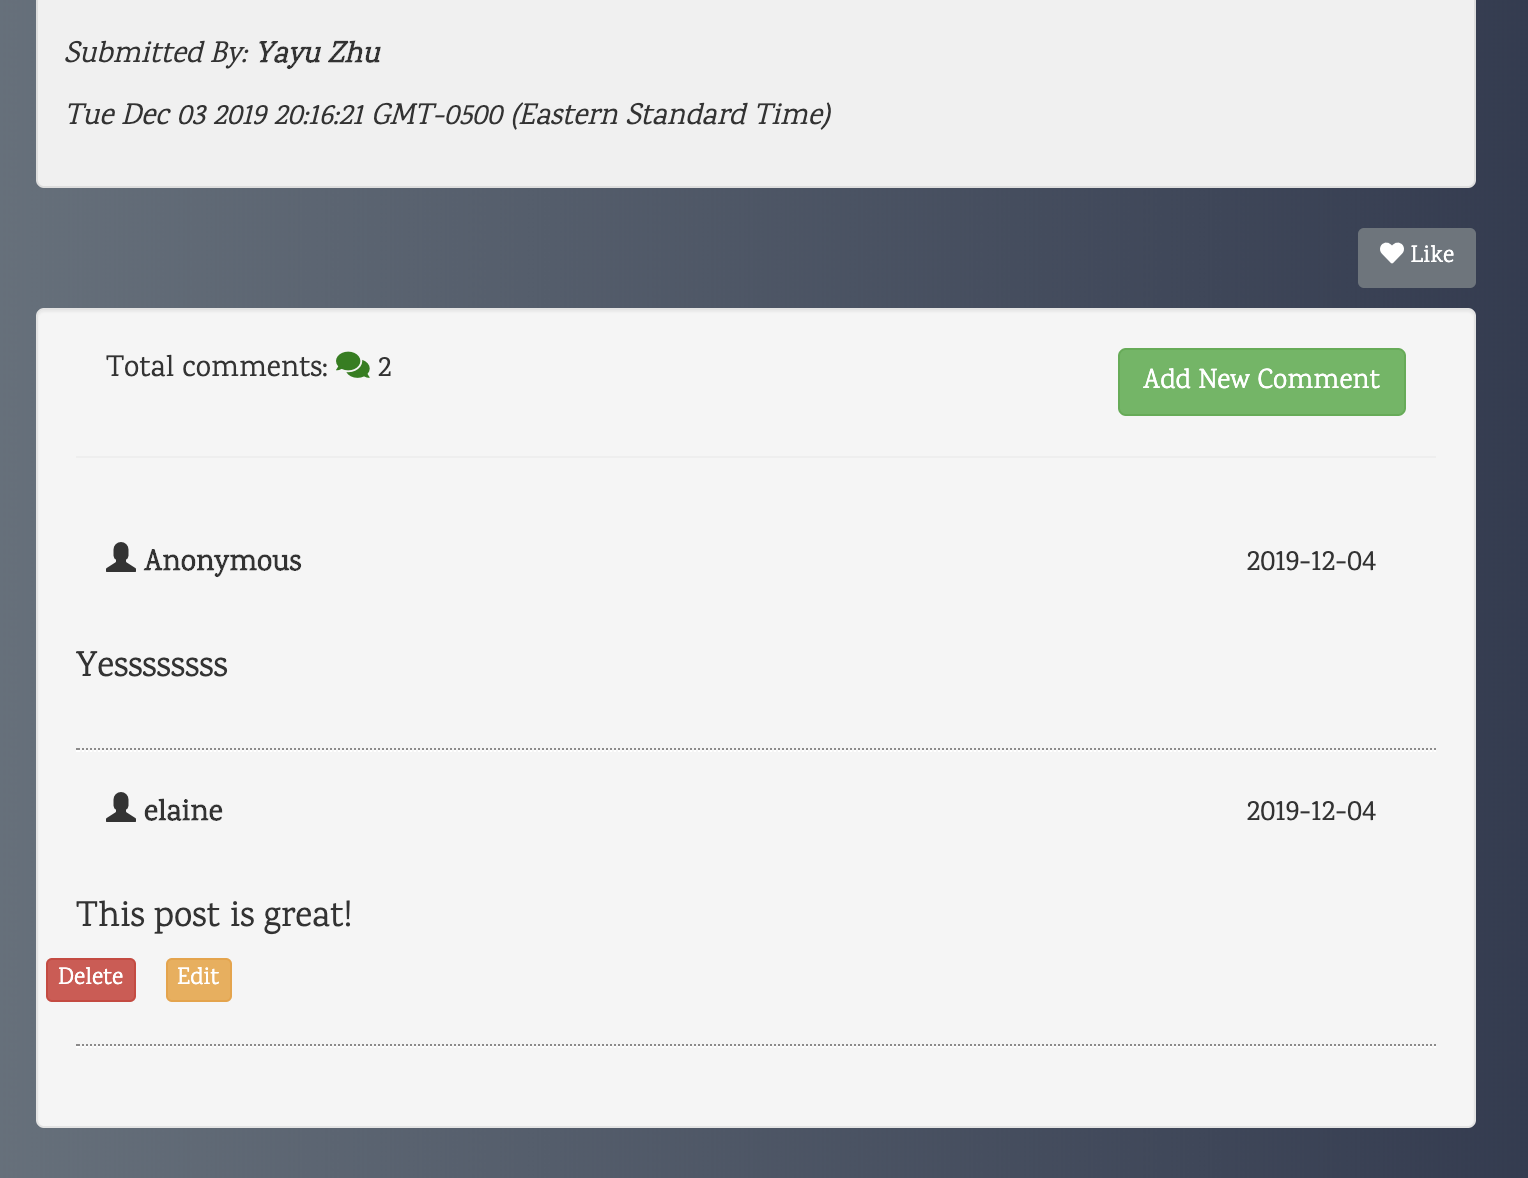 Submitted By: Yayu Zhu
Tue Dec 03 2019 20:16:21 GMT-0500 (Eastern Standard Time)
Like
Total comments: 2
Add New Comment
Anonymous
2019-12-04
Yessssssss
elaine
2019-12-04
This post is great!
Delete
Edit